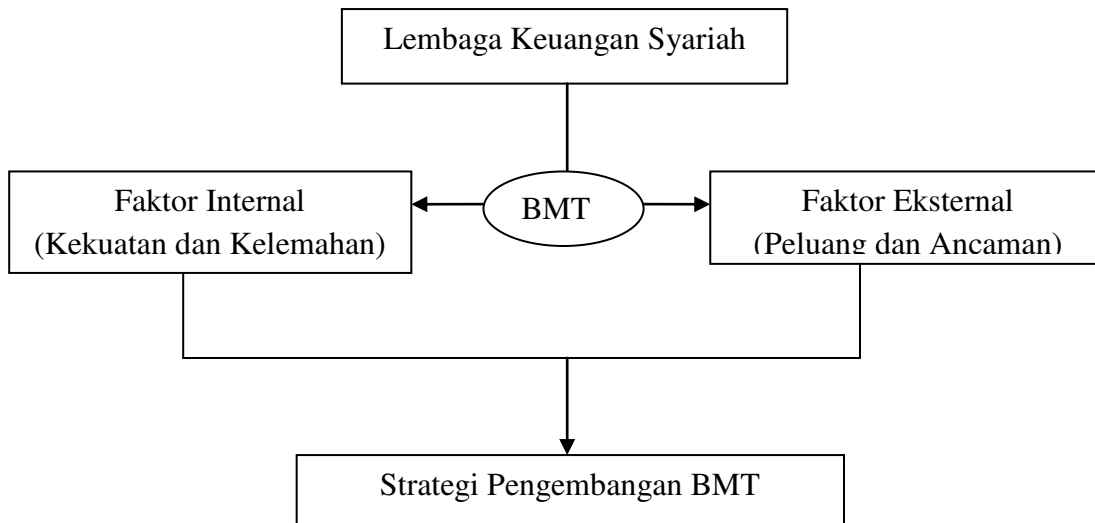 Lembaga Keuangan Syariah
Faktor Internal
(Kekuatan dan Kelemahan)
BMT
Faktor Eksternal
(Peluang dan Ancaman)
Strategi Pengembangan BMT